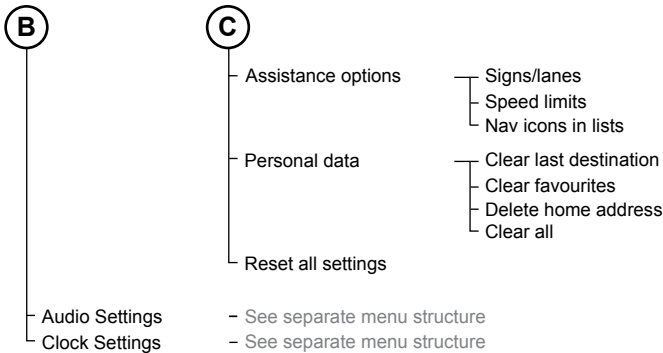 B
C
Assistance options
Signs/lanes
Speed limits
Nav icons in lists
Personal data
Clear last destination
Clear favourites
Delete home address
Clear all
Reset all settings
Audio Settings – See separate menu structure
Clock Settings – See separate menu structure